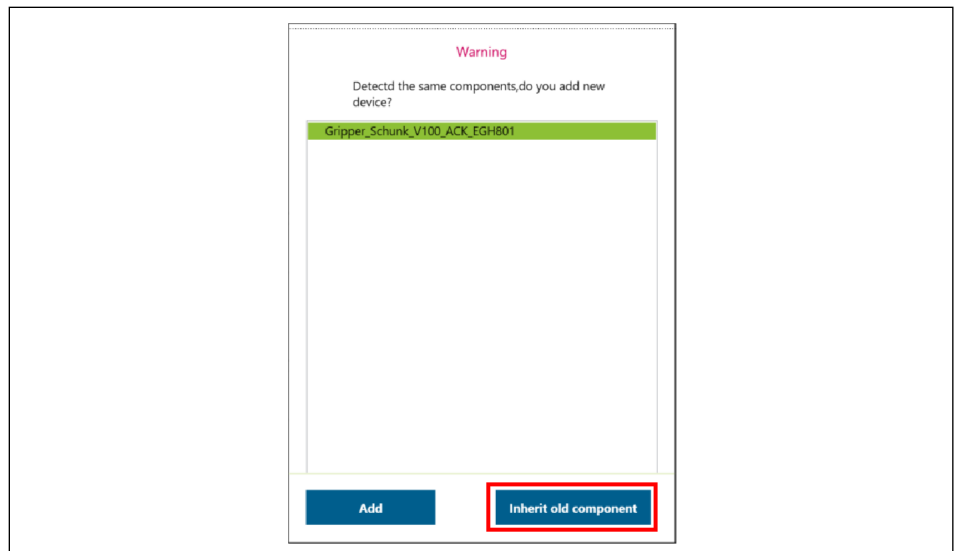 Warning
Detectd the same components,do you add new
device?
Gripper_Schunk_V100_ACK_EGH801
Add
Inherit old component